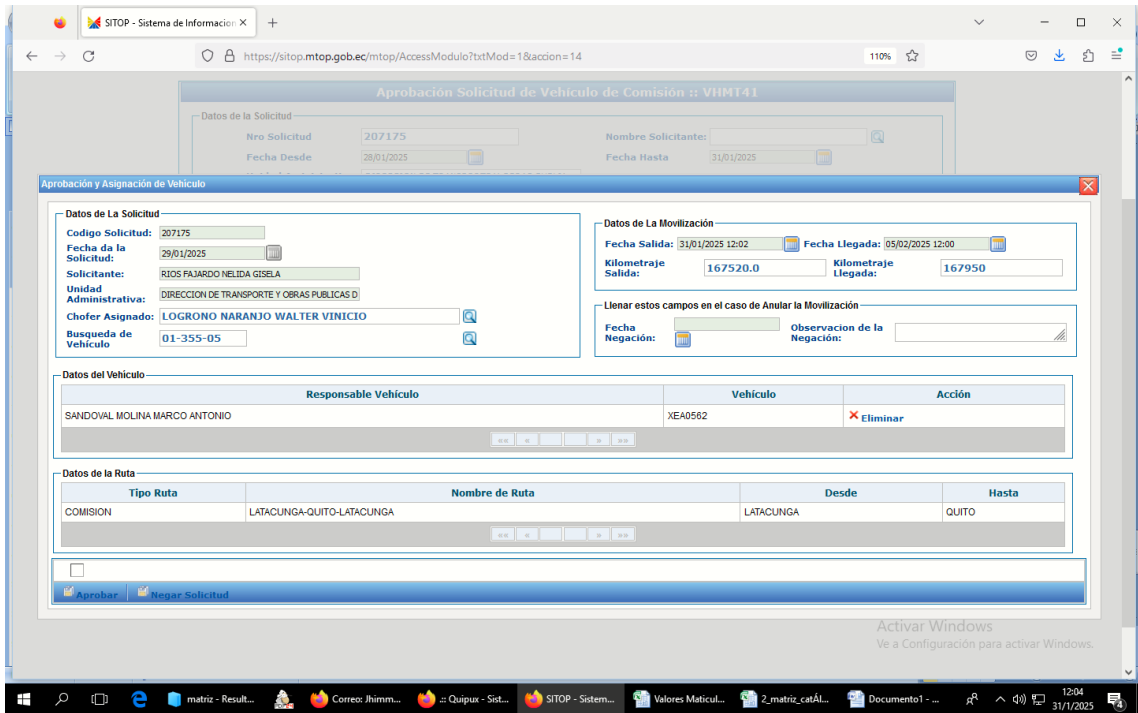 SITOP - Sistema de Informacion
https://sitop.mtop.gob.ec/mtop/AccessModulo?txtMod=1&accion=14
110%
Aprobación Solicitud de Vehículo de Comisión :: VHMT41
Datos de la Solicitud
Nro Solicitud 207175 Nombre Solicitante:
Fecha Desde 28/01/2025 Fecha Hasta 31/01/2025
Aprobación y Asignación de Vehículo
Datos de La Solicitud
Codigo Solicitud: 207175
Fecha da la
Solicitud: 29/01/2025
Solicitante: RIOS FAJARDO NELIDA GISELA
Unidad
Administrativa: DIRECCION DE TRANSPORTE Y OBRAS PUBLICAS D
Chofer Asignado: LOGRONO NARANJO WALTER VINICIO
Busqueda de
Vehículo 01-355-05
Datos de La Movilización
Fecha Salida: 31/01/2025 12:02 Fecha Llegada: 05/02/2025 12:00
Kilometraje
Salida: 167520.0 Kilometraje
Llegada: 167950
Llenar estos campos en el caso de Anular la Movilización
Fecha
Negación: Observacion de la
Negación:
Datos del Vehículo
Responsable Vehículo Vehículo Acción
SANDOVAL MOLINA MARCO ANTONIO XEA0562 Eliminar
«« « » »»
Datos de la Ruta
Tipo Ruta Nombre de Ruta Desde Hasta
COMISION LATACUNGA-QUITO-LATACUNGA LATACUNGA QUITO
«« « » »»
Aprobar Negar Solicitud
Activar Windows
Ve a Configuración para activar Windows.
matriz - Result... Correo: Jhimm... .:: Quipux - Sist... SITOP - Sistem... Valores Maticul... 2_matriz_catÁl... Documento1 - ... 12:04
31/1/2025
4